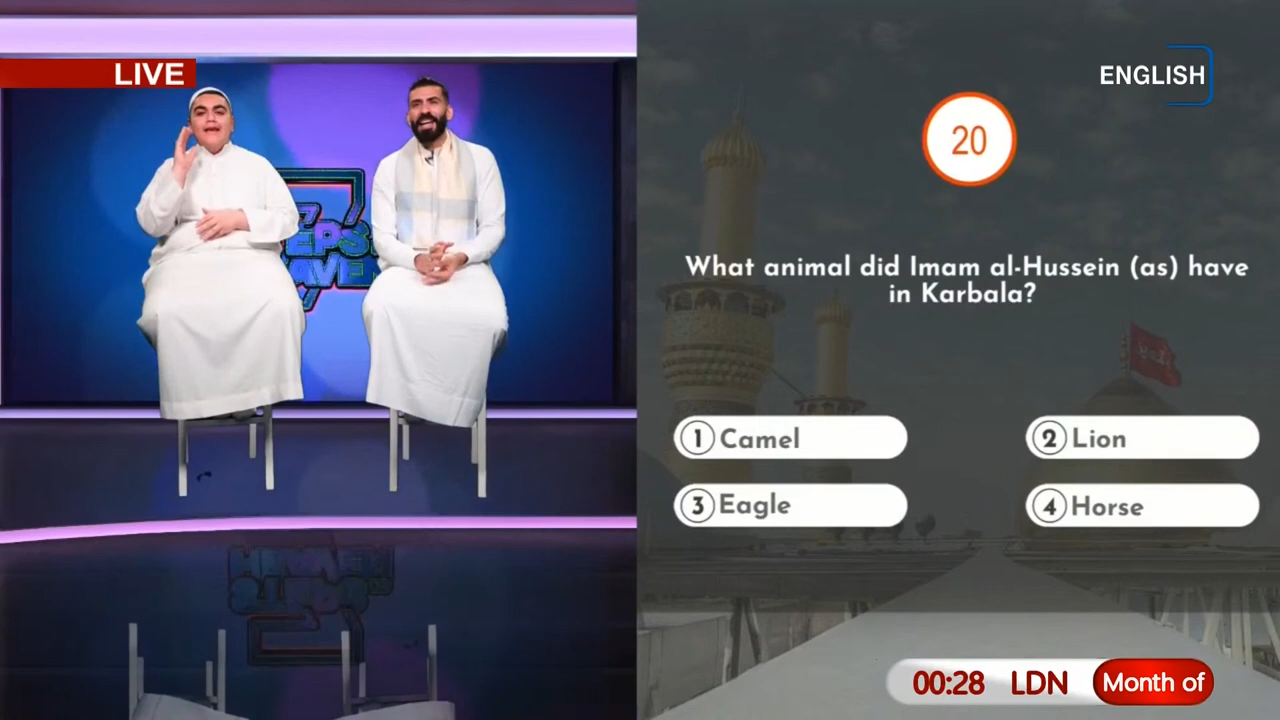 LIVE
ENGLISH
20
What animal did Imam al-Hussein (as) have
in Karbala?
1 Camel
2 Lion
3 Eagle
4 Horse
00:28 LDN Month of